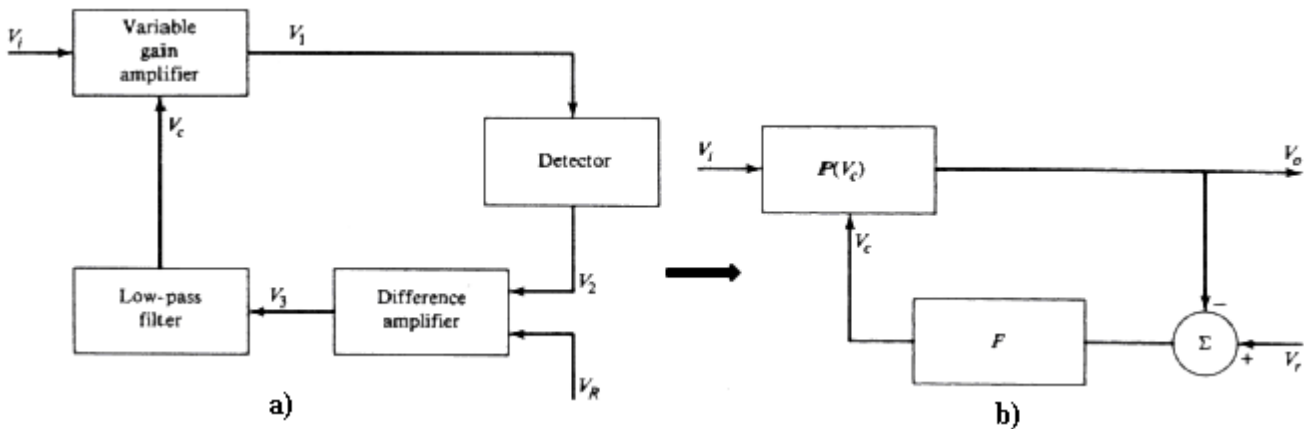 V_i
Variable
gain
amplifier
V_1
V_c
Detector
V_2
Low-pass
filter
V_3
Difference
amplifier
V_R
a)
V_i
P(V_c)
V_o
V_c
F
Σ
−
+
V_r
b)